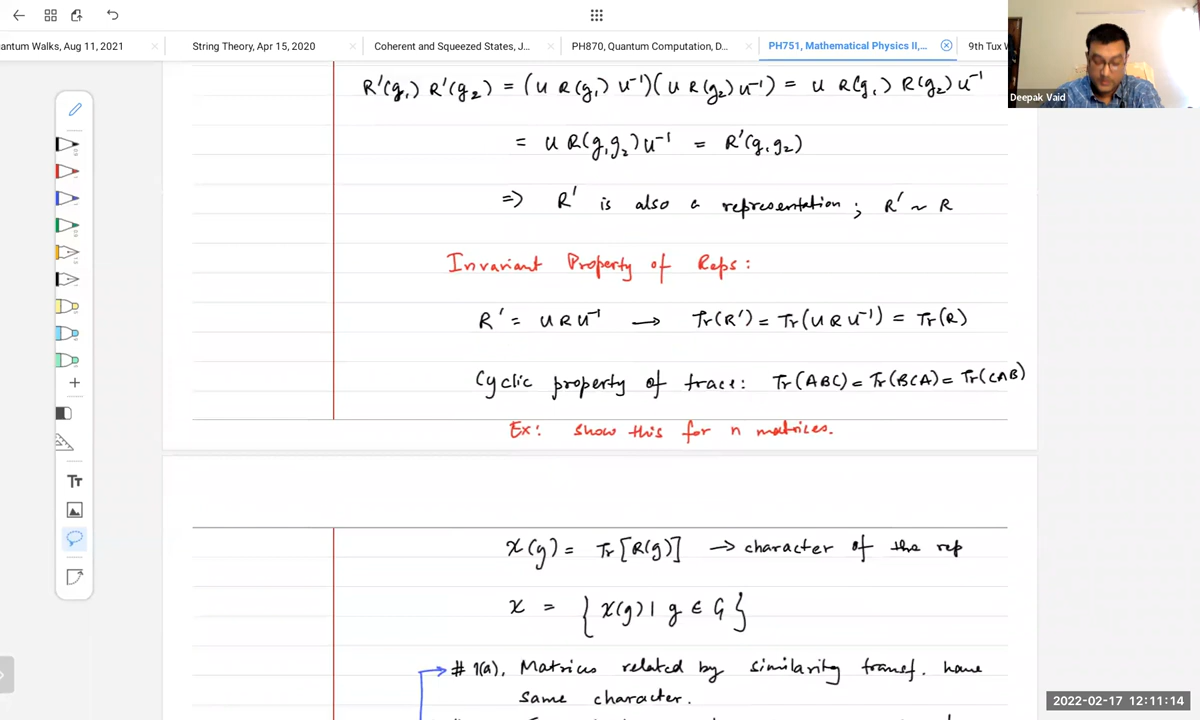 antum Walks, Aug 11, 2021
String Theory, Apr 15, 2020
Coherent and Squeezed States, J...
PH870, Quantum Computation, D...
PH751, Mathematical Physics II,...
9th Tux W
Deepak Vaid
R'(g₁) R'(g₂) = (U R(g₁) U⁻¹)(U R(g₂) U⁻¹) = U R(g₁) R(g₂) U⁻¹
= U R(g₁g₂) U⁻¹ = R'(g₁g₂)
=> R' is also a representation ; R' ~ R
Invariant Property of Reps :
R' = U R U⁻¹ → Tr(R') = Tr(U R U⁻¹) = Tr(R)
Cyclic property of trace : Tr(ABC) = Tr(BCA) = Tr(CAB)
Ex: Show this for n matrices.
χ(g) = Tr[R(g)] → character of the rep
χ = { χ(g) | g ∈ G }
# 1(a). Matrices related by similarity transf. have
same character.
Tт
2022-02-17 12:11:14